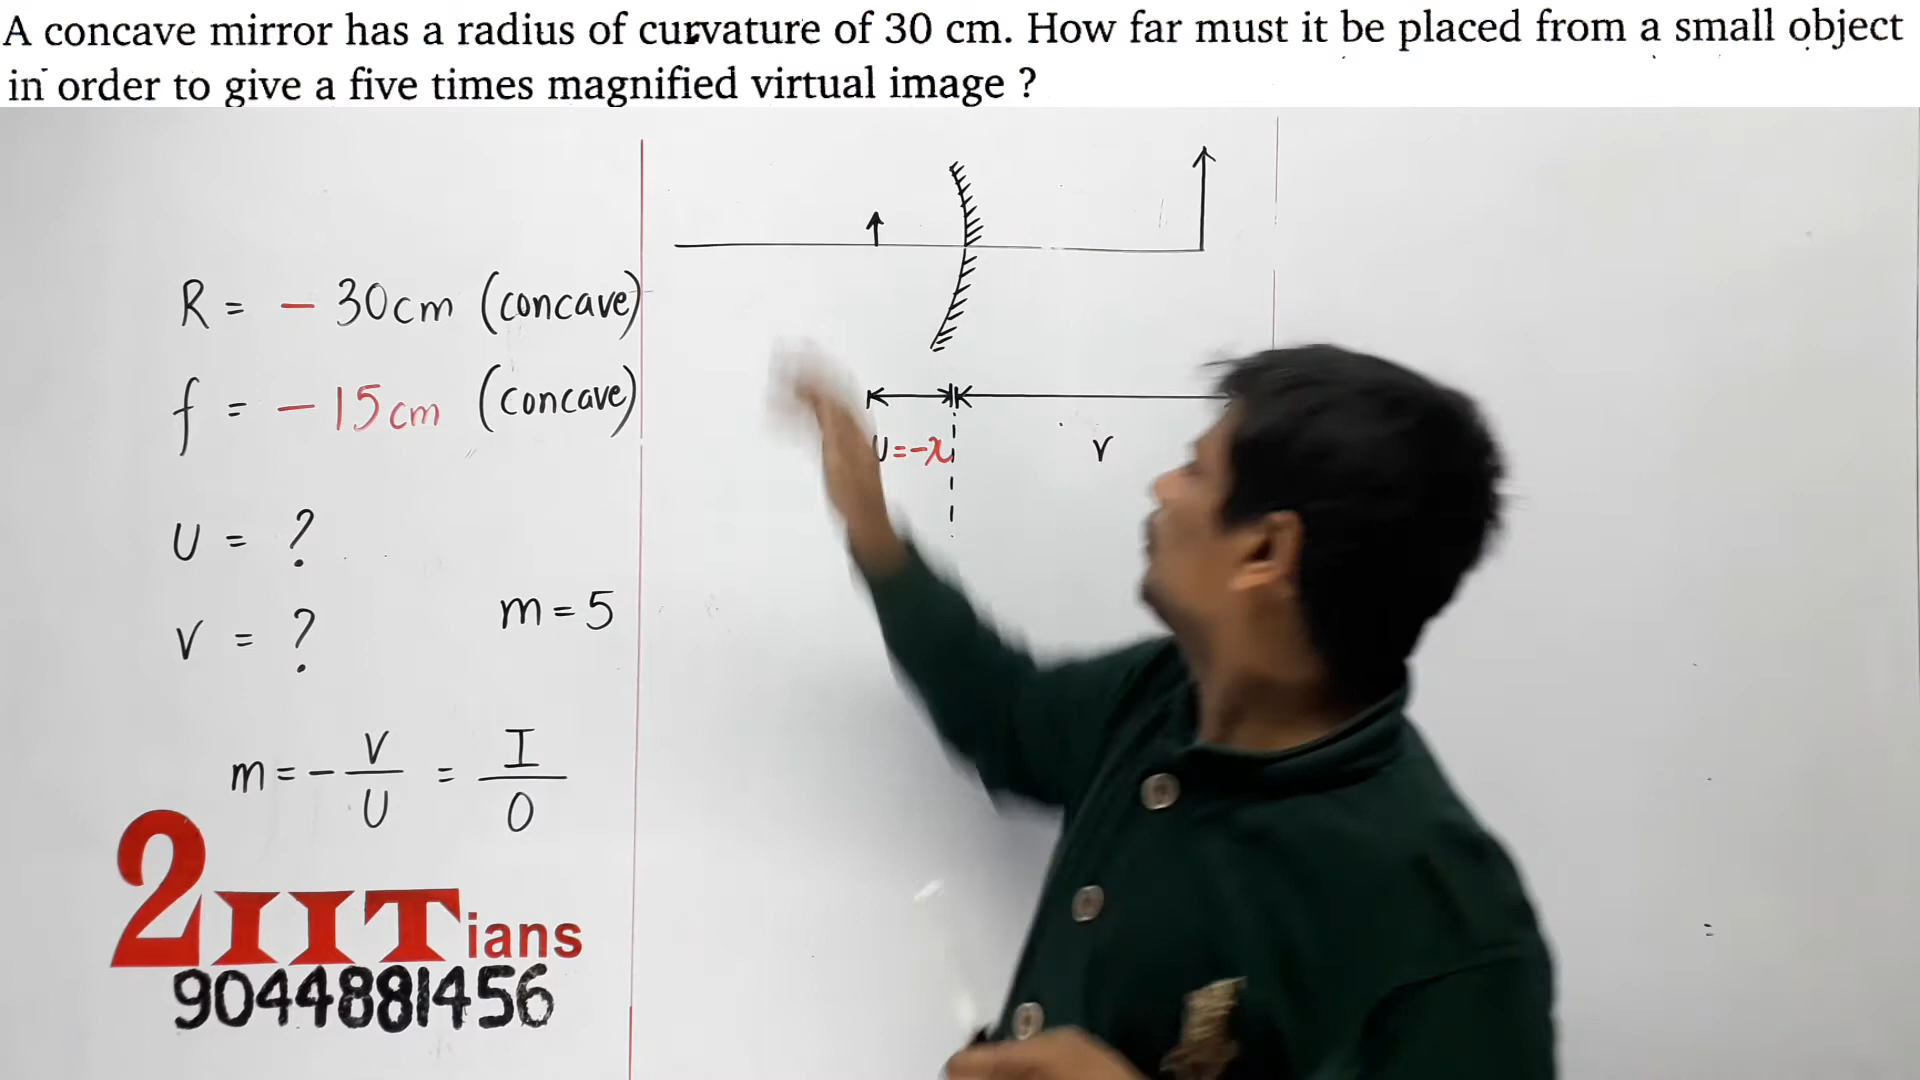 A concave mirror has a radius of curvature of 30 cm. How far must it be placed from a small object
in order to give a five times magnified virtual image ?
R = - 30cm (concave)
f = - 15cm (concave)
U = ?
V = ?
m = 5
m = - V/U = I/O
U=-x
V
2IITians
9044881456